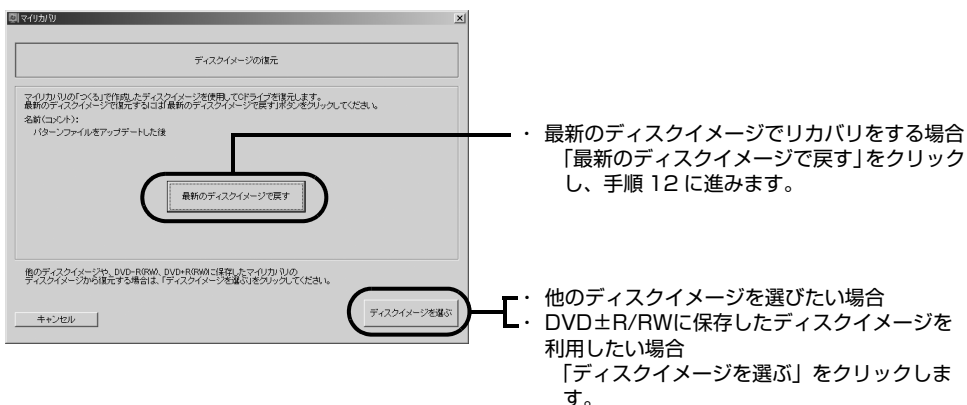 マイリカバリ
ディスクイメージの復元
マイリカバリの「つくる」で作成したディスクイメージを使用してCドライブを復元します。
最新のディスクイメージで復元するには「最新のディスクイメージで戻す」ボタンをクリックしてください。
名前(コメント):
パターンファイルをアップデートした後
最新のディスクイメージで戻す
他のディスクイメージや、DVD-R(RW)、DVD+R(RW)に保存したマイリカバリの
ディスクイメージから復元する場合は、「ディスクイメージを選ぶ」をクリックしてください。
キャンセル
ディスクイメージを選ぶ
・ 最新のディスクイメージでリカバリをする場合
「最新のディスクイメージで戻す」をクリック
し、手順 12 に進みます。
・ 他のディスクイメージを選びたい場合
・ DVD±R/RWに保存したディスクイメージを
利用したい場合
「ディスクイメージを選ぶ」をクリックしま
す。